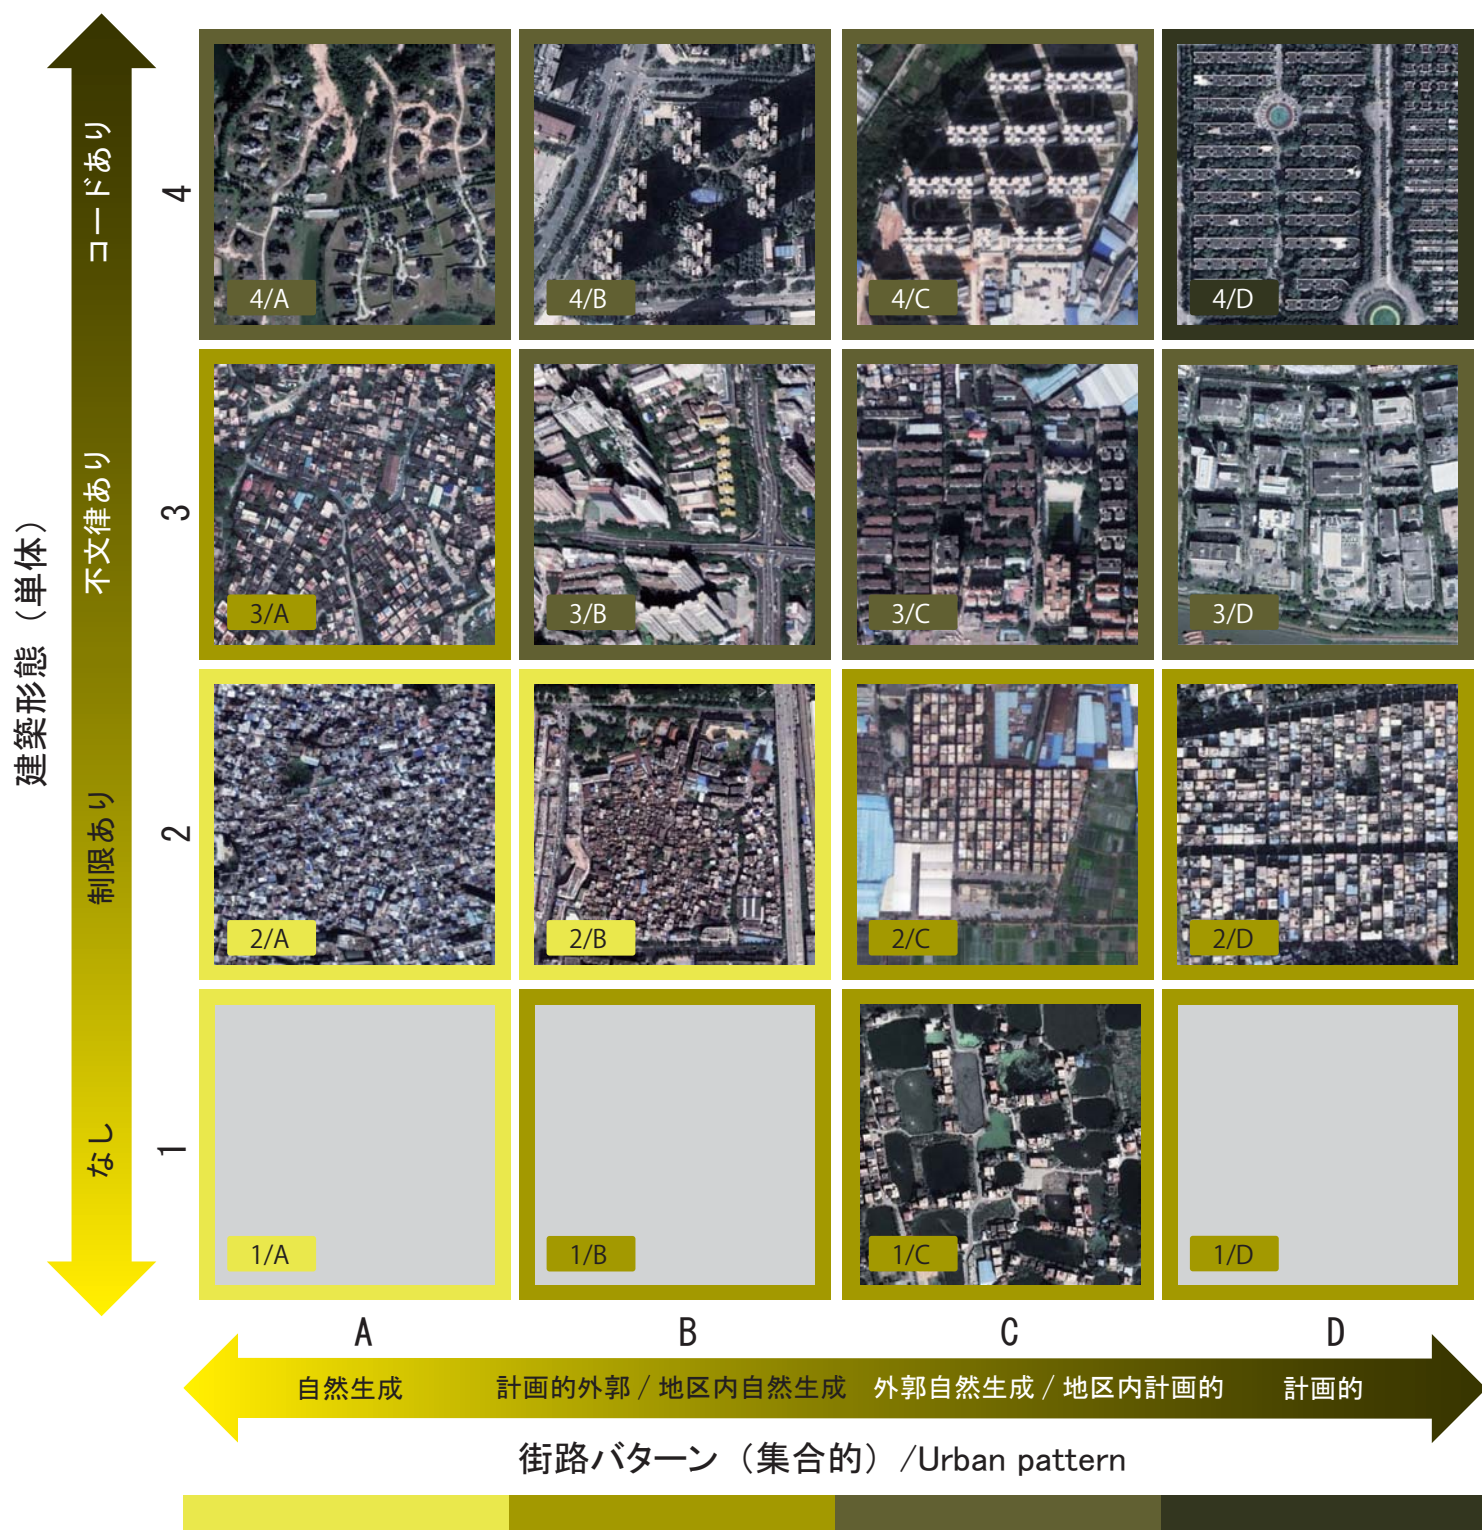 建築形態（単体）
コードあり
不文律あり
制限あり
なし
4
4/A
4/B
4/C
4/D
3
3/A
3/B
3/C
3/D
2
2/A
2/B
2/C
2/D
1
1/A
1/B
1/C
1/D
A
B
C
D
自然生成
計画的外郭 / 地区内自然生成
外郭自然生成 / 地区内計画的
計画的
街路パターン（集合的）/Urban pattern